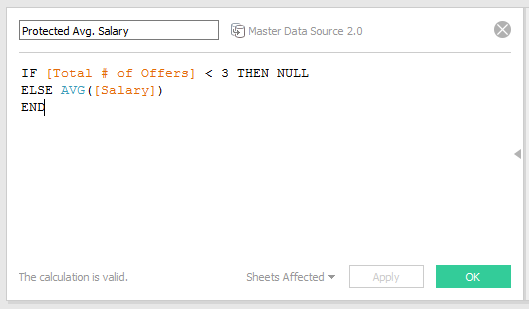 Protected Avg. Salary
Master Data Source 2.0
IF [Total # of Offers] < 3 THEN NULL
ELSE AVG([Salary])
END
The calculation is valid.
Sheets Affected
Apply
OK